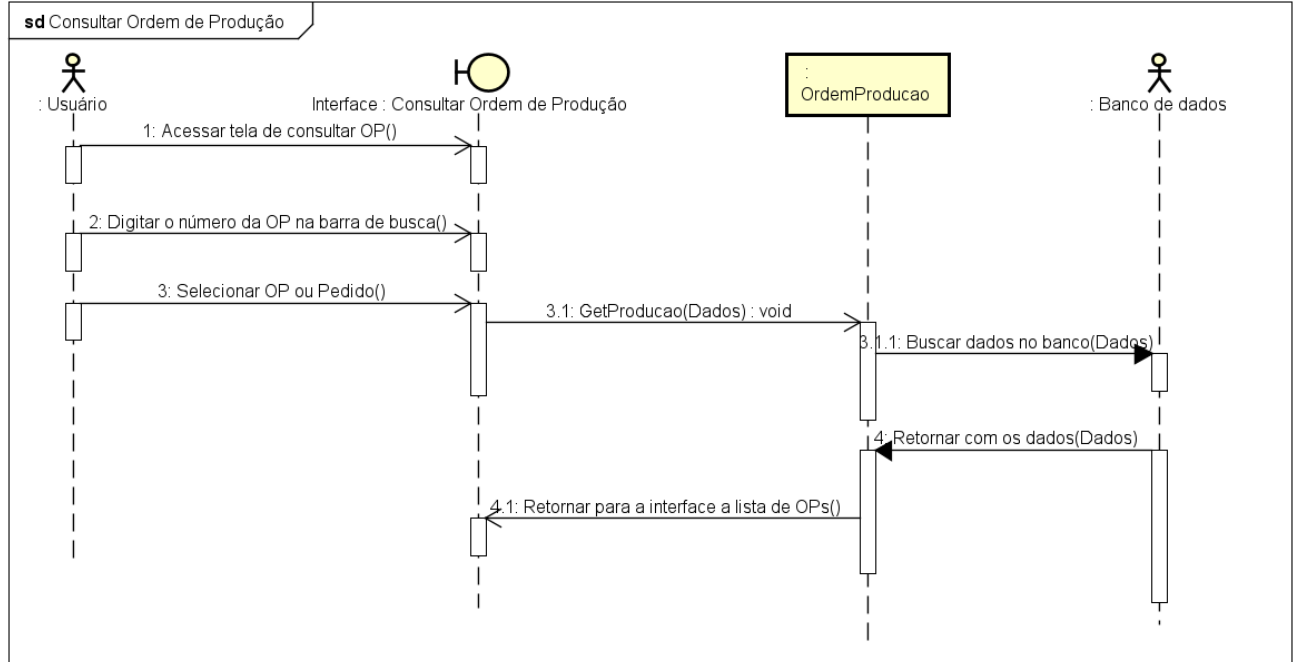 sd Consultar Ordem de Produção
: Usuário
Interface : Consultar Ordem de Produção
:
OrdemProducao
: Banco de dados
1: Acessar tela de consultar OP()
2: Digitar o número da OP na barra de busca()
3: Selecionar OP ou Pedido()
3.1: GetProducao(Dados) : void
3.1.1: Buscar dados no banco(Dados)
4: Retornar com os dados(Dados)
4.1: Retornar para a interface a lista de OPs()